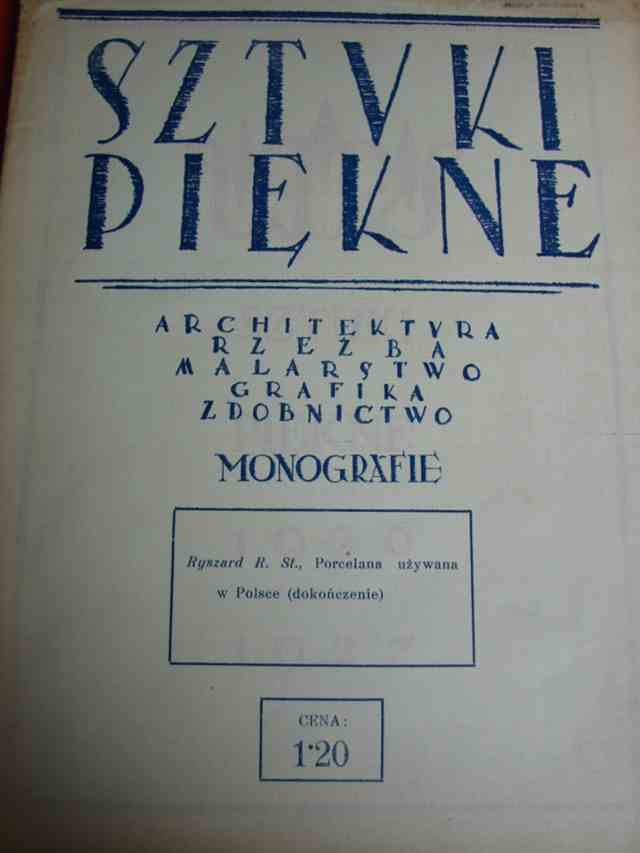 SZTVKI
PIĘKNE
ARCHITEKTVRA
RZEŹBA
MALARSTWO
GRAFIKA
ZDOBNICTWO
MONOGRAFIE
Ryszard R. St., Porcelana używana
w Polsce (dokończenie)
CENA:
1·20